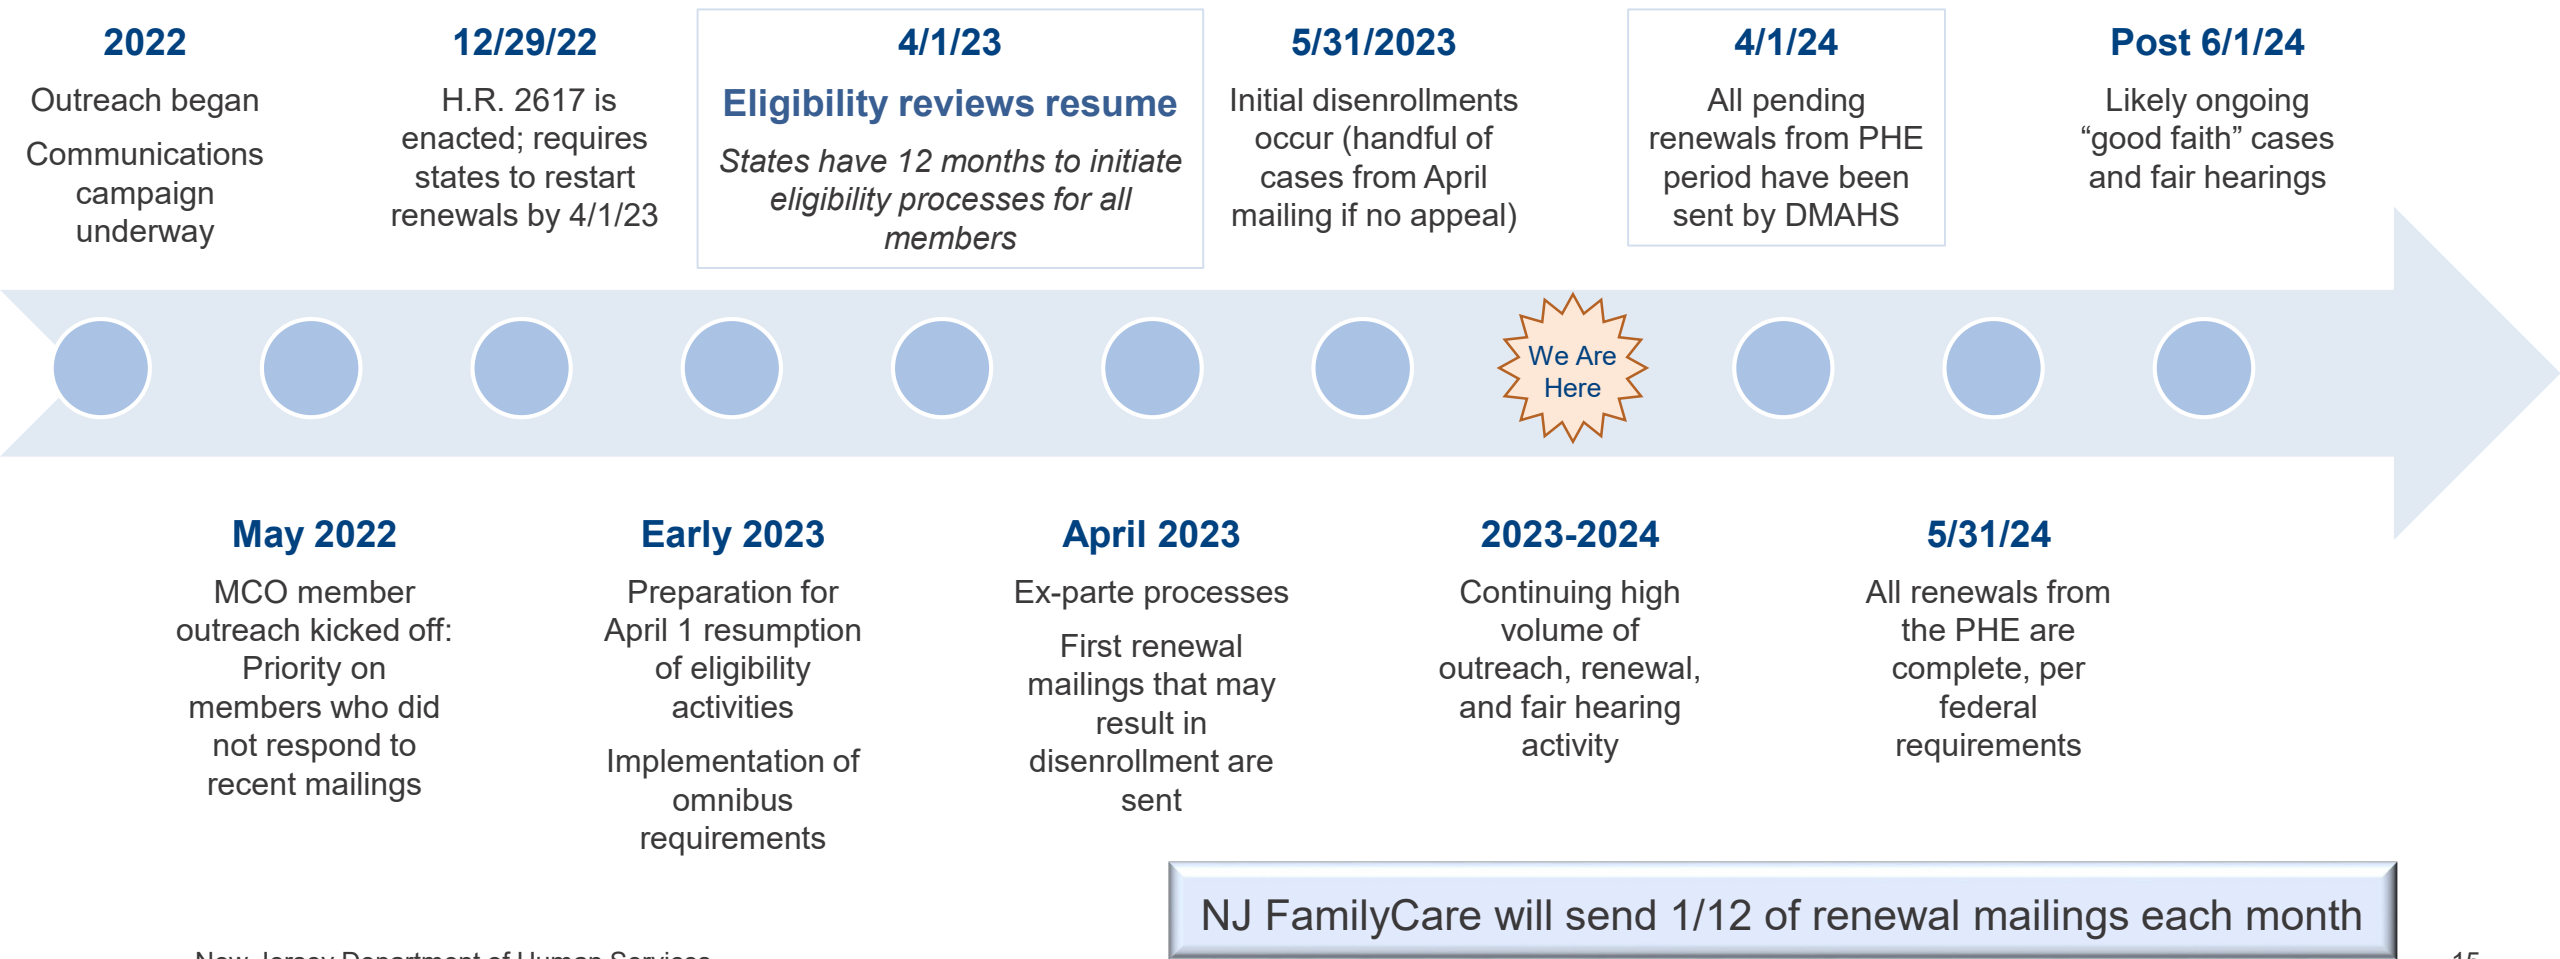 2022
Outreach began
Communications
campaign
underway
12/29/22
H.R. 2617 is
enacted; requires
states to restart
renewals by 4/1/23
4/1/23
Eligibility reviews resume
States have 12 months to initiate
eligibility processes for all
members
5/31/2023
Initial disenrollments
occur (handful of
cases from April
mailing if no appeal)
4/1/24
All pending
renewals from PHE
period have been
sent by DMAHS
Post 6/1/24
Likely ongoing
“good faith” cases
and fair hearings
We Are
Here
May 2022
MCO member
outreach kicked off:
Priority on
members who did
not respond to
recent mailings
Early 2023
Preparation for
April 1 resumption
of eligibility
activities
Implementation of
omnibus
requirements
April 2023
Ex-parte processes
First renewal
mailings that may
result in
disenrollment are
sent
2023-2024
Continuing high
volume of
outreach, renewal,
and fair hearing
activity
5/31/24
All renewals from
the PHE are
complete, per
federal
requirements
NJ FamilyCare will send 1/12 of renewal mailings each month
New Jersey Department of Human Services
15